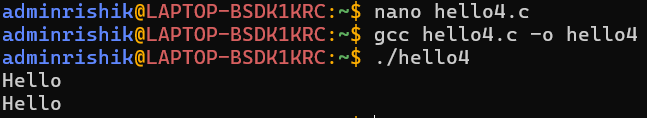 adminrishik@LAPTOP-BSDK1KRC:~$ nano hello4.c
adminrishik@LAPTOP-BSDK1KRC:~$ gcc hello4.c -o hello4
adminrishik@LAPTOP-BSDK1KRC:~$ ./hello4
Hello
Hello